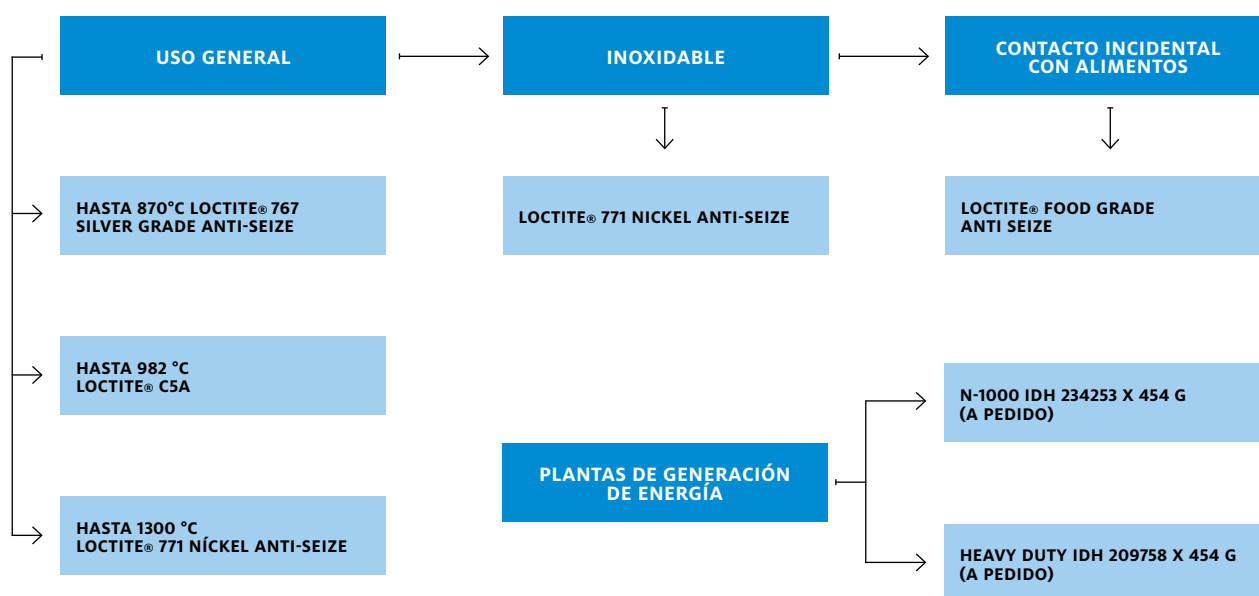 USO GENERAL
INOXIDABLE
CONTACTO INCIDENTAL
CON ALIMENTOS
HASTA 870°C LOCTITE® 767
SILVER GRADE ANTI-SEIZE
LOCTITE® 771 NICKEL ANTI-SEIZE
LOCTITE® FOOD GRADE
ANTI SEIZE
HASTA 982 °C
LOCTITE® C5A
N-1000 IDH 234253 X 454 G
(A PEDIDO)
PLANTAS DE GENERACIÓN
DE ENERGÍA
HASTA 1300 °C
LOCTITE® 771 NÍCKEL ANTI-SEIZE
HEAVY DUTY IDH 209758 X 454 G
(A PEDIDO)